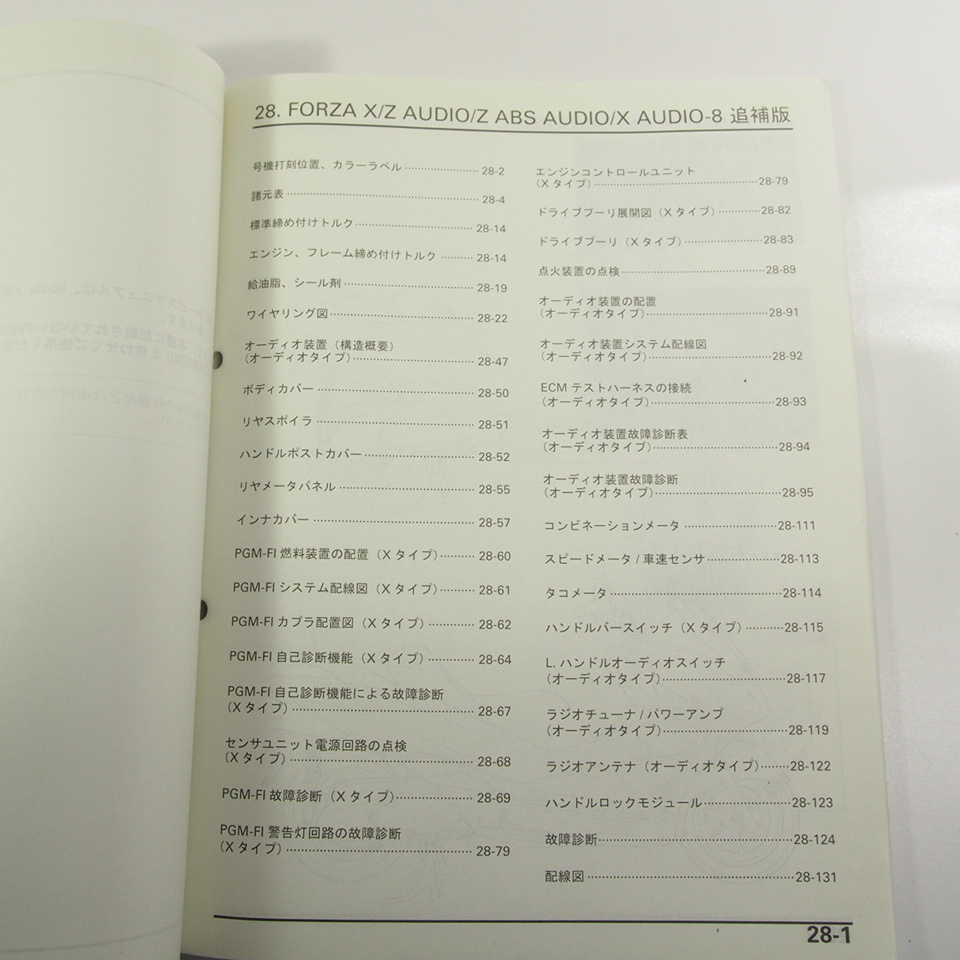 28. FORZA X/Z AUDIO/Z ABS AUDIO/X AUDIO-8 追補版
号機打刻位置、カラーラベル 28-2
諸元表 28-4
標準締め付けトルク 28-14
エンジン、フレーム締め付けトルク 28-14
給油脂、シール剤 28-19
ワイヤリング図 28-22
オーディオ装置（構造概要）
（オーディオタイプ） 28-47
ボディカバー 28-50
リヤスポイラ 28-51
ハンドルポストカバー 28-52
リヤメータパネル 28-55
インナカバー 28-57
PGM-FI 燃料装置の配置（X タイプ） 28-60
PGM-FI システム配線図（X タイプ） 28-61
PGM-FI カプラ配置図（X タイプ） 28-62
PGM-FI 自己診断機能（X タイプ） 28-64
PGM-FI 自己診断機能による故障診断
（X タイプ） 28-67
センサユニット電源回路の点検
（X タイプ） 28-68
PGM-FI 故障診断（X タイプ） 28-69
PGM-FI 警告灯回路の故障診断
（X タイプ） 28-79
エンジンコントロールユニット
（X タイプ） 28-79
ドライブプーリ展開図（X タイプ） 28-82
ドライブプーリ（X タイプ） 28-83
点火装置の点検 28-89
オーディオ装置の配置
（オーディオタイプ） 28-91
オーディオ装置システム配線図
（オーディオタイプ） 28-92
ECM テストハーネスの接続
（オーディオタイプ） 28-93
オーディオ装置故障診断表
（オーディオタイプ） 28-94
オーディオ装置故障診断
（オーディオタイプ） 28-95
コンビネーションメータ 28-111
スピードメータ / 車速センサ 28-113
タコメータ 28-114
ハンドルバースイッチ（X タイプ） 28-115
L. ハンドルオーディオスイッチ
（オーディオタイプ） 28-117
ラジオチューナ / パワーアンプ
（オーディオタイプ） 28-119
ラジオアンテナ（オーディオタイプ） 28-122
ハンドルロックモジュール 28-123
故障診断 28-124
配線図 28-131
28-1